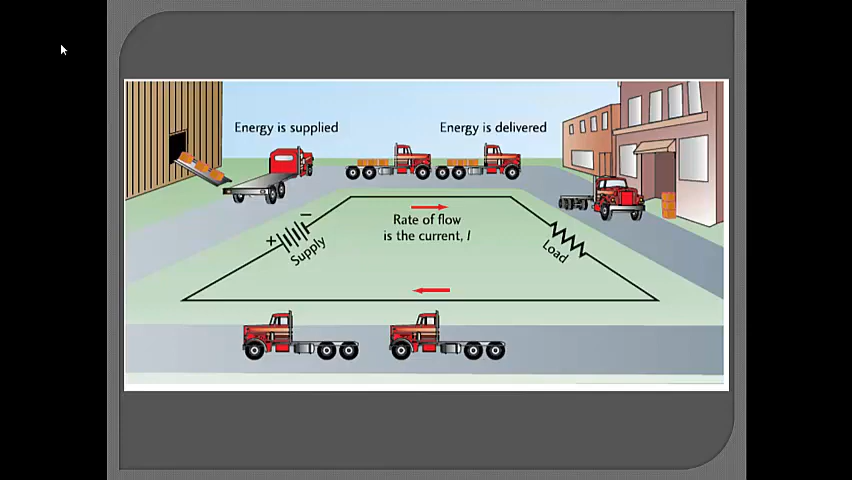 Energy is supplied
Energy is delivered
Rate of flow
is the current, I
+
−
Supply
Load